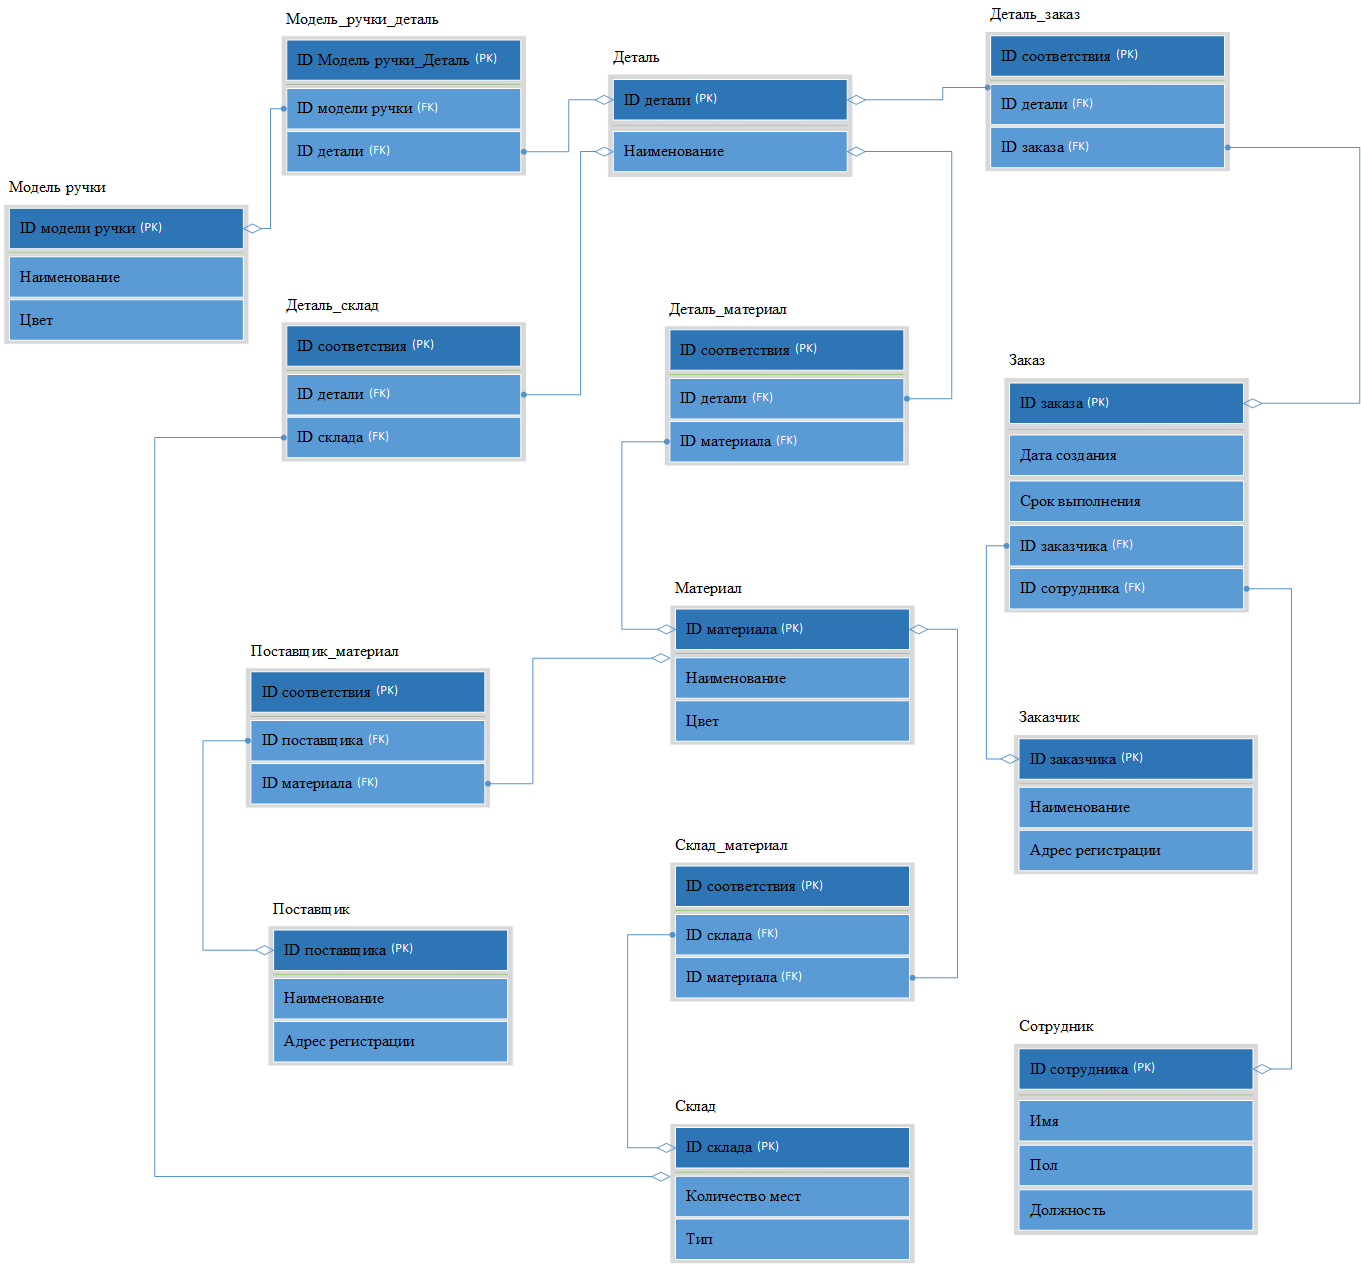 Модель_ручки_деталь
ID Модель ручки_Деталь (PK)
ID модели ручки (FK)
ID детали (FK)
Деталь
ID детали (PK)
Наименование
Деталь_заказ
ID соответствия (PK)
ID детали (FK)
ID заказа (FK)
Модель ручки
ID модели ручки (PK)
Наименование
Цвет
Деталь_склад
ID соответствия (PK)
ID детали (FK)
ID склада (FK)
Деталь_материал
ID соответствия (PK)
ID детали (FK)
ID материала (FK)
Заказ
ID заказа (PK)
Дата создания
Срок выполнения
ID заказчика (FK)
ID сотрудника (FK)
Материал
ID материала (PK)
Наименование
Цвет
Поставщик_материал
ID соответствия (PK)
ID поставщика (FK)
ID материала (FK)
Заказчик
ID заказчика (PK)
Наименование
Адрес регистрации
Склад_материал
ID соответствия (PK)
ID склада (FK)
ID материала (FK)
Поставщик
ID поставщика (PK)
Наименование
Адрес регистрации
Сотрудник
ID сотрудника (PK)
Имя
Пол
Должность
Склад
ID склада (PK)
Количество мест
Тип